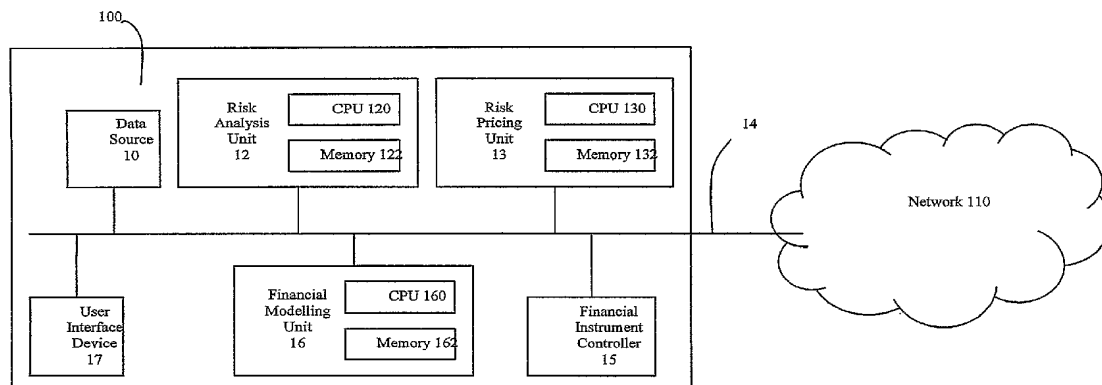 100
Data
Source
10
Risk
Analysis
Unit
12
CPU 120
Memory 122
Risk
Pricing
Unit
13
CPU 130
Memory 132
14
Network 110
User
Interface
Device
17
Financial
Modelling
Unit
16
CPU 160
Memory 162
Financial
Instrument
Controller
15